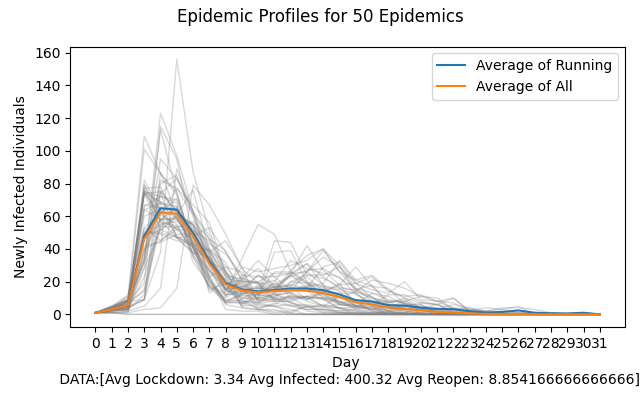 Epidemic Profiles for 50 Epidemics
Average of Running
Average of All
Newly Infected Individuals
160
140
120
100
80
60
40
20
0
0 1 2 3 4 5 6 7 8 9 10 11 12 13 14 15 16 17 18 19 20 21 22 23 24 25 26 27 28 29 30 31
Day
DATA:[Avg Lockdown: 3.34 Avg Infected: 400.32 Avg Reopen: 8.854166666666666]